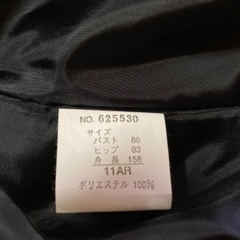 NO. 625530
サイズ
バスト 86
ヒップ 93
身長 158
11AR
ポリエステル 100%